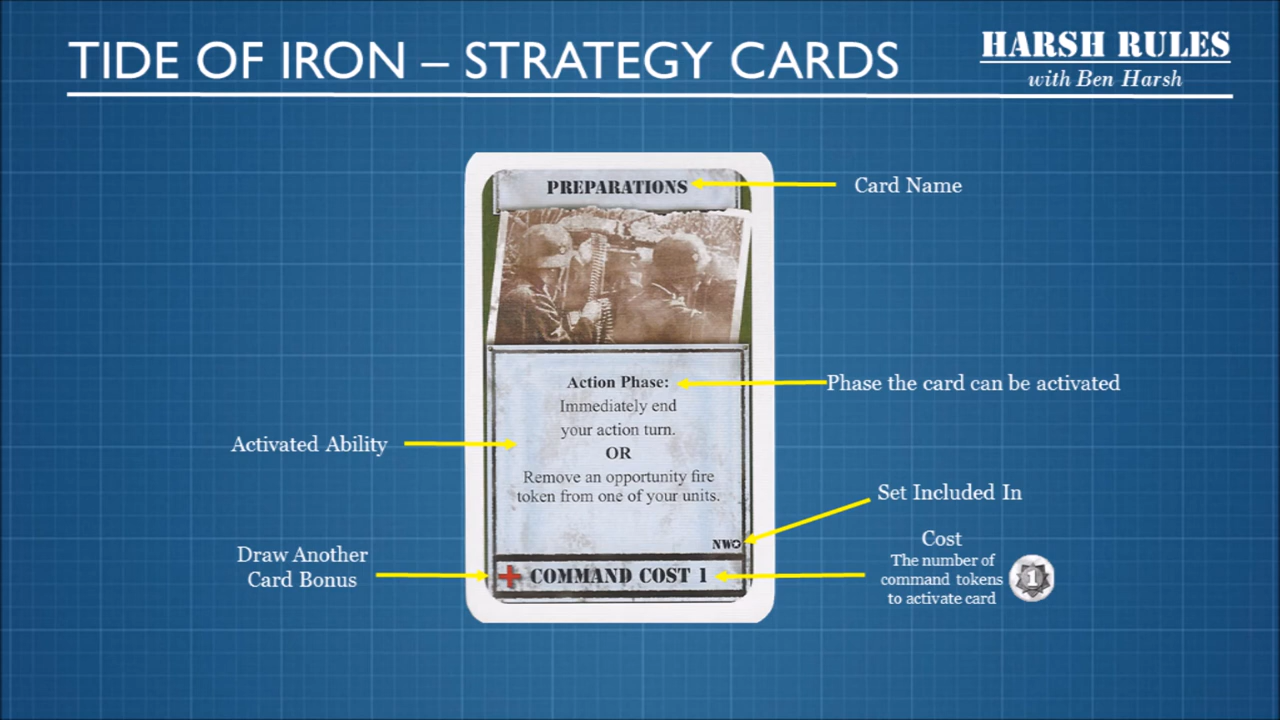 TIDE OF IRON – STRATEGY CARDS
HARSH RULES
with Ben Harsh
PREPARATIONS
Card Name
Action Phase:
Phase the card can be activated
Immediately end
your action turn.
OR
Remove an opportunity fire
token from one of your units.
Activated Ability
Set Included In
NWO
Draw Another
Card Bonus
COMMAND COST 1
Cost
The number of
command tokens
to activate card
1